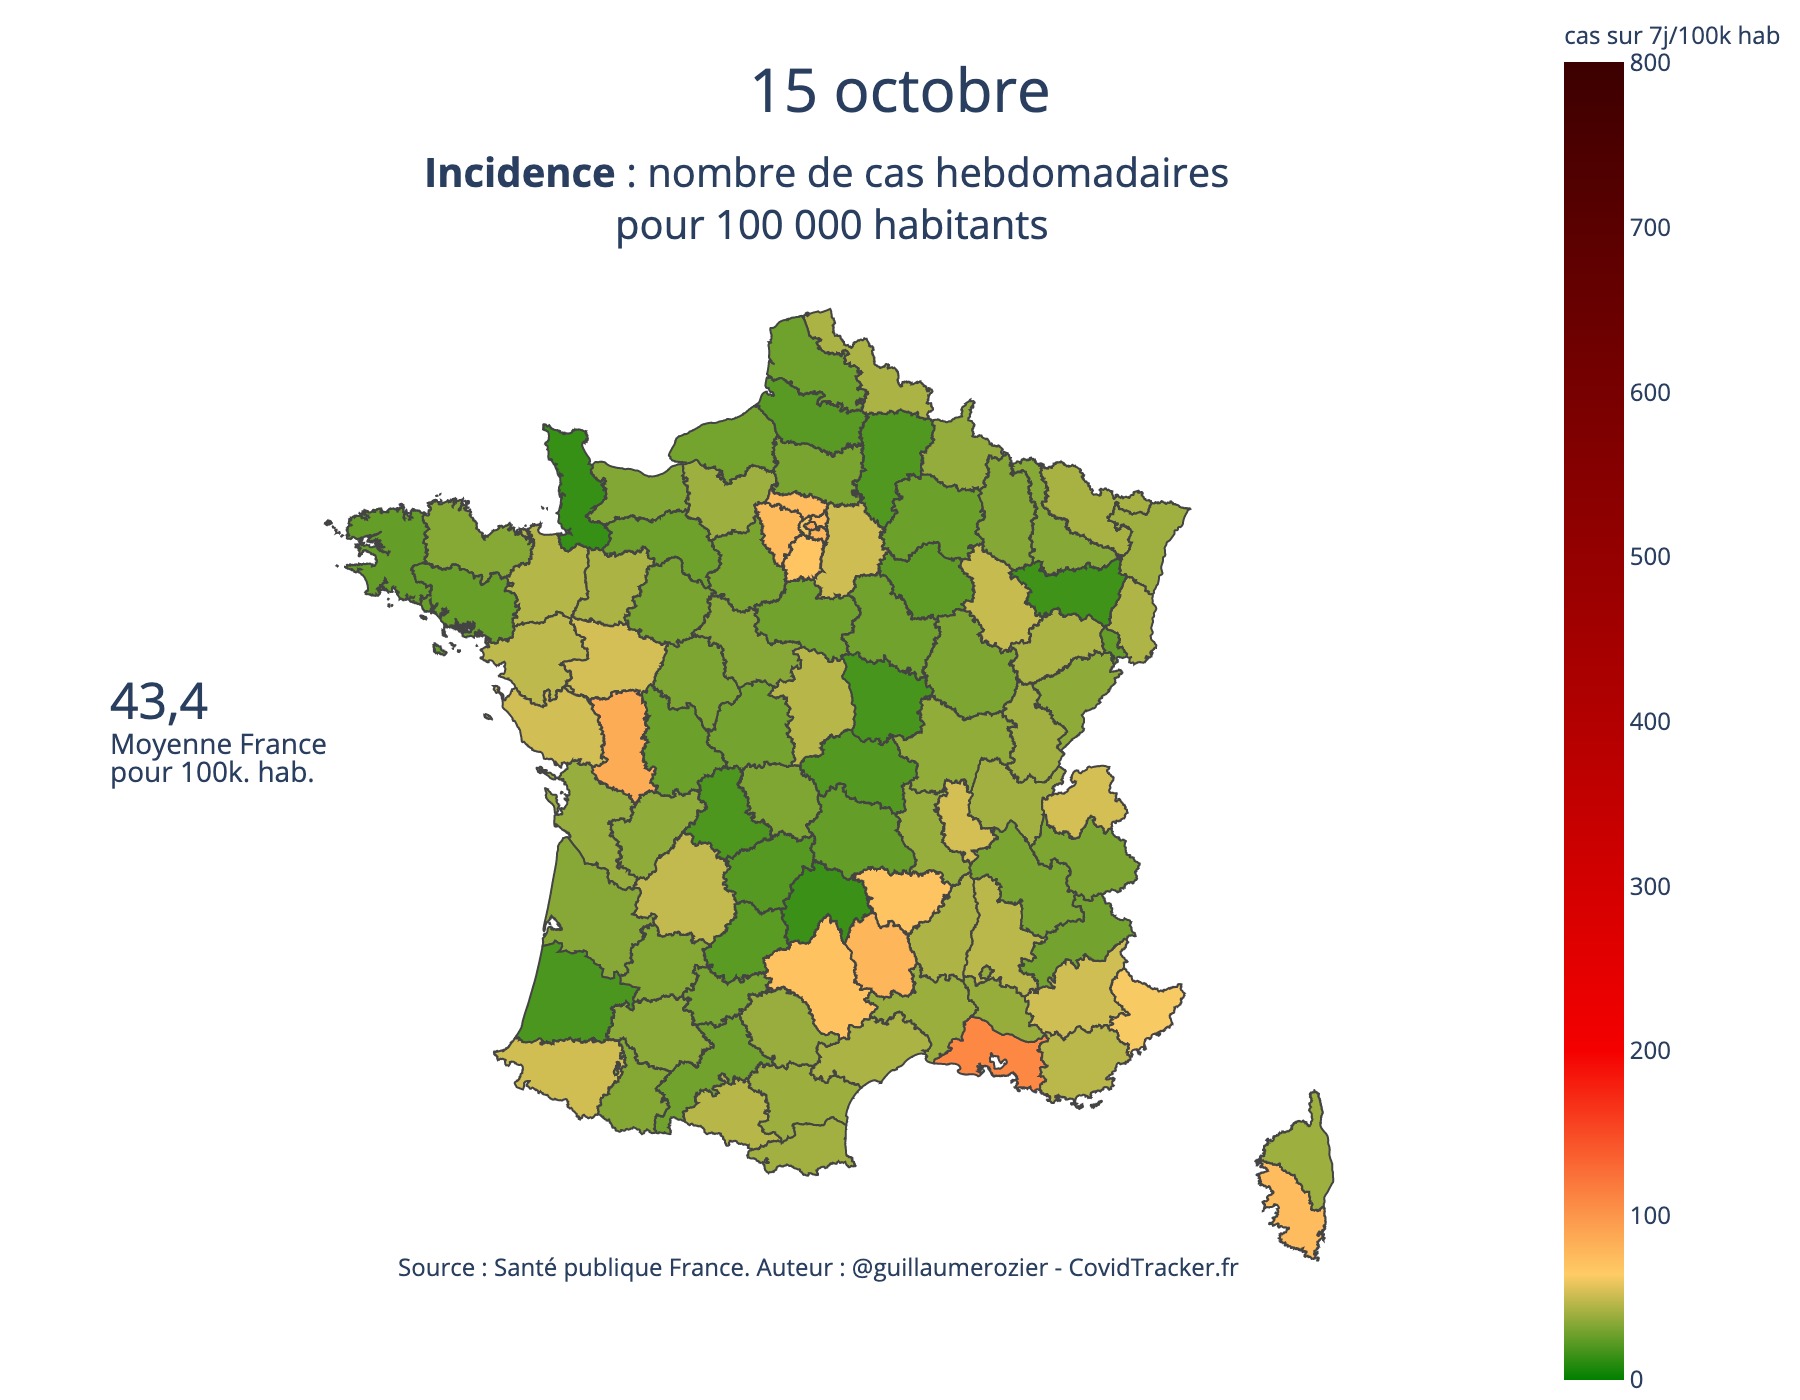 cas sur 7j/100k hab
15 octobre
Incidence : nombre de cas hebdomadaires
pour 100 000 habitants
800
700
600
500
400
300
200
100
0
43,4
Moyenne France
pour 100k. hab.
Source : Santé publique France. Auteur : @guillaumerozier - CovidTracker.fr